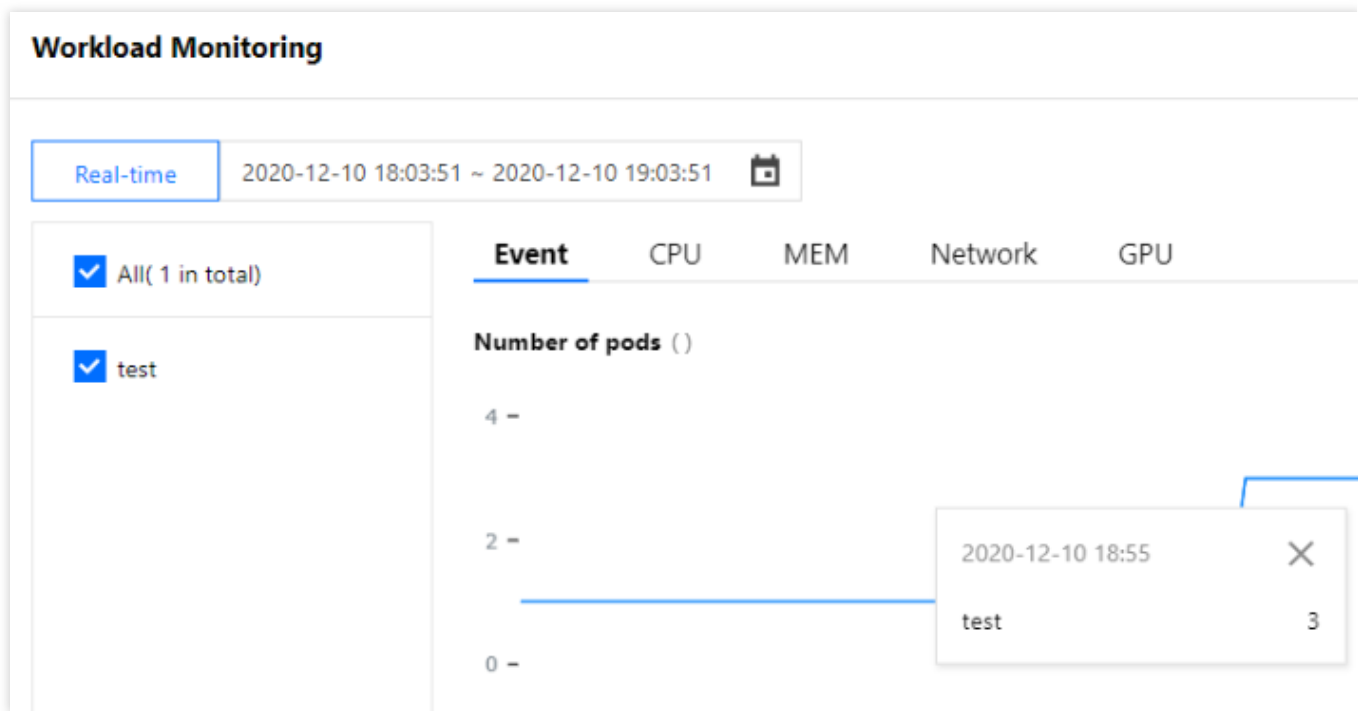 Workload Monitoring
Real-time 2020-12-10 18:03:51 ~ 2020-12-10 19:03:51
All( 1 in total)
test
Event CPU MEM Network GPU
Number of pods ()
4
2
0
2020-12-10 18:55
test 3